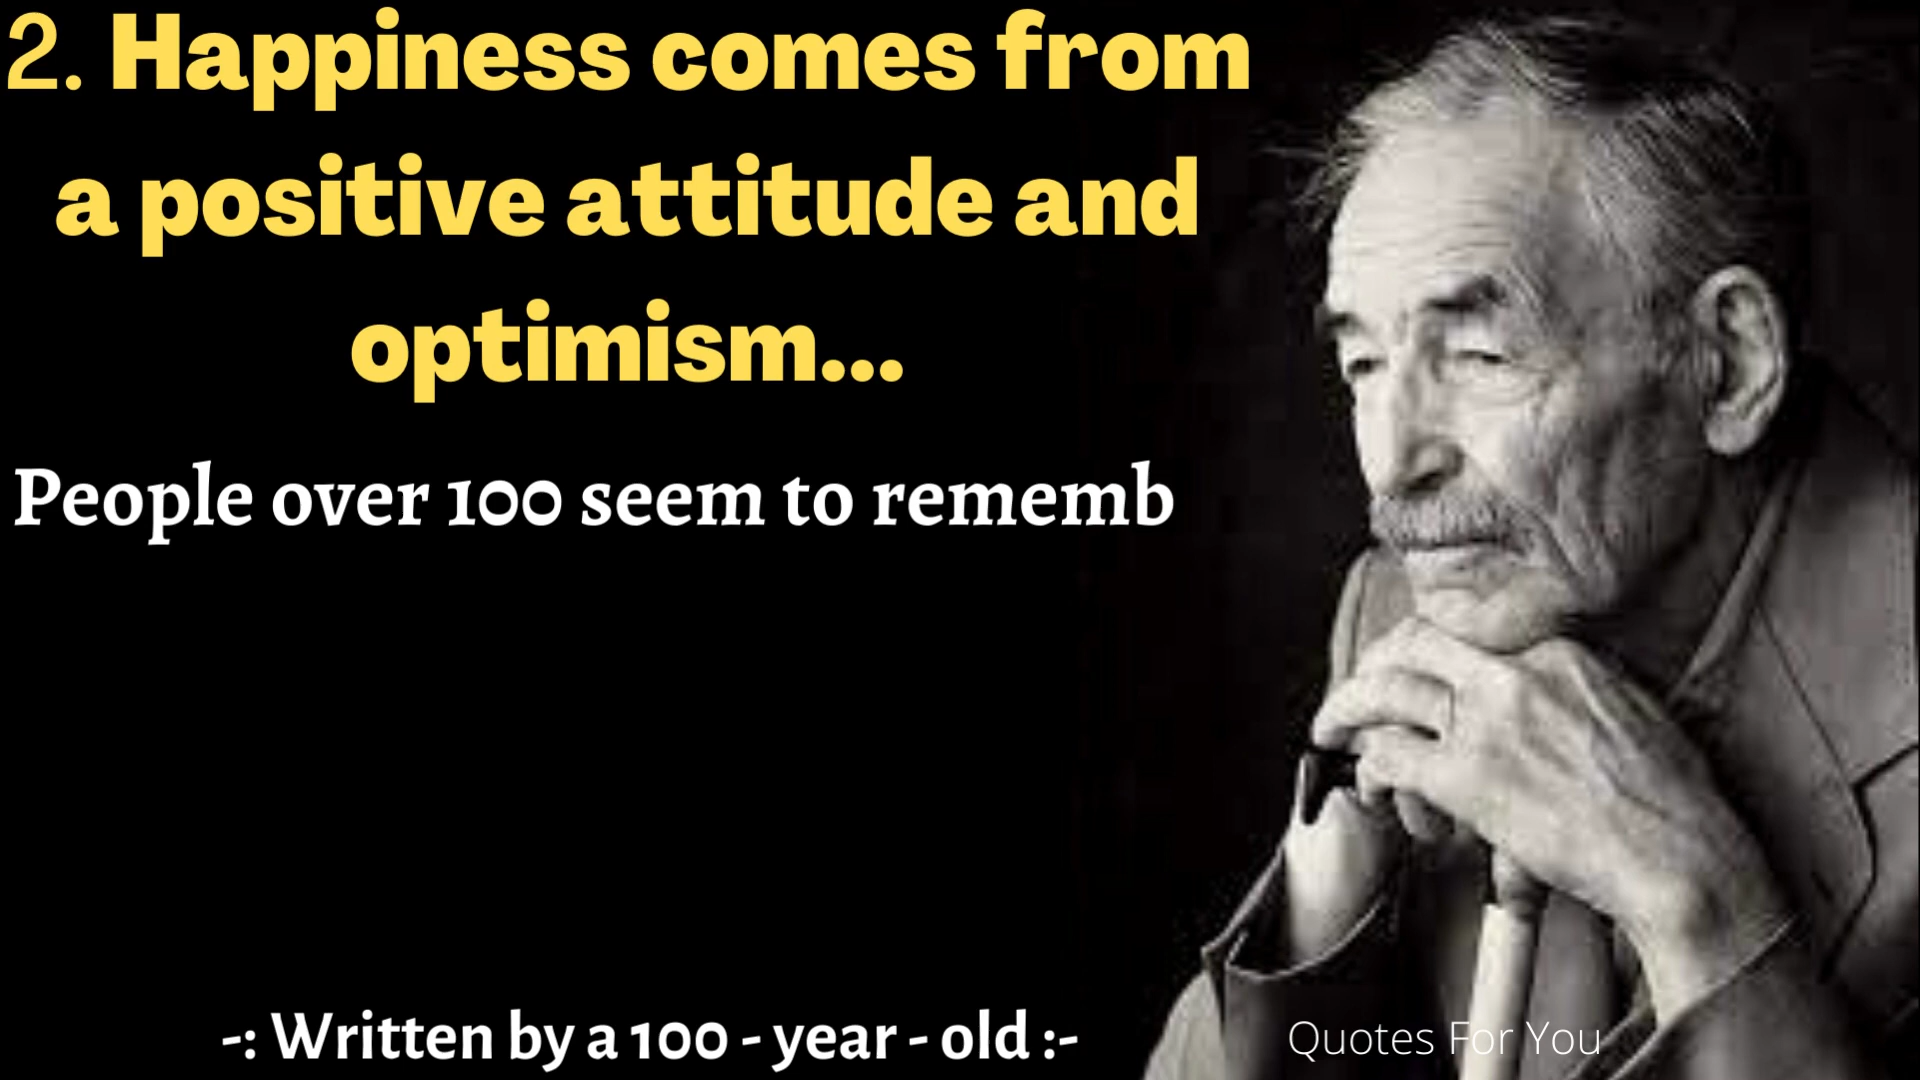 2. Happiness comes from
a positive attitude and
optimism...
People over 100 seem to rememb
-: Written by a 100 - year - old :-
Quotes For You